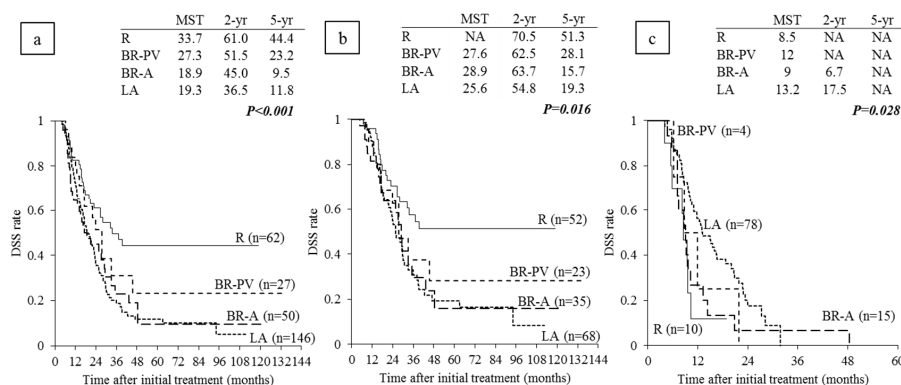 a
MST 2-yr 5-yr
R 33.7 61.0 44.4
BR-PV 27.3 51.5 23.2
BR-A 18.9 45.0 9.5
LA 19.3 36.5 11.8
P<0.001
DSS rate
1
0.8
0.6
0.4
0.2
0
R (n=62)
BR-PV (n=27)
BR-A (n=50)
LA (n=146)
0 12 24 36 48 60 72 84 96 108 120 132 144
Time after initial treatment (months)
b
MST 2-yr 5-yr
R NA 70.5 51.3
BR-PV 27.6 62.5 28.1
BR-A 28.9 63.7 15.7
LA 25.6 54.8 19.3
P=0.016
DSS rate
1
0.8
0.6
0.4
0.2
0
R (n=52)
BR-PV (n=23)
BR-A (n=35)
LA (n=68)
0 12 24 36 48 60 72 84 96 108 120 132 144
Time after initial treatment (months)
c
MST 2-yr 5-yr
R 8.5 NA NA
BR-PV 12 NA NA
BR-A 9 6.7 NA
LA 13.2 17.5 NA
P=0.028
DSS rate
1
0.8
0.6
0.4
0.2
0
BR-PV (n=4)
LA (n=78)
BR-A (n=15)
R (n=10)
0 12 24 36 48 60
Time after initial treatment (months)